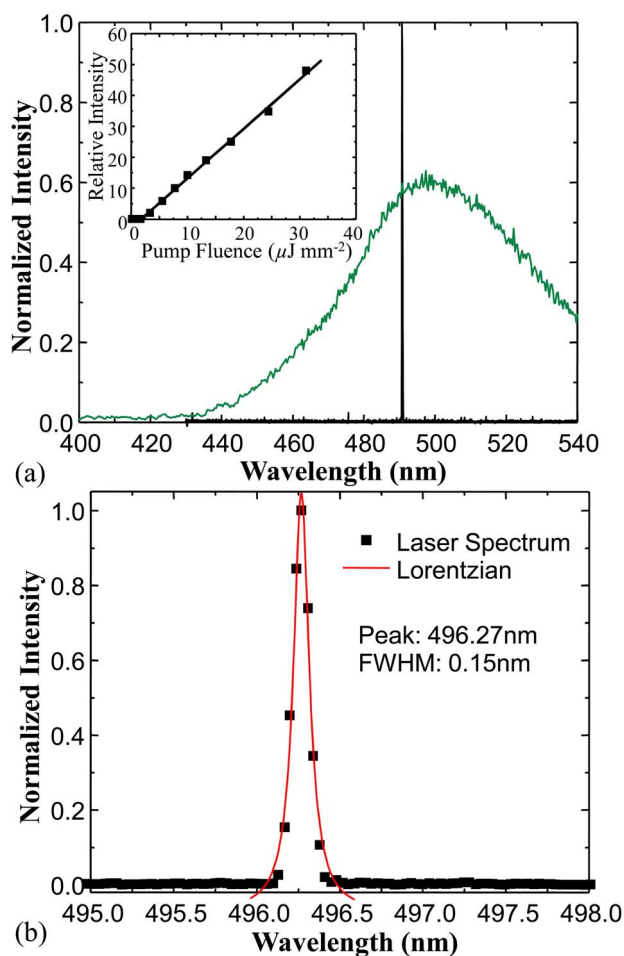 1.0
0.8
0.6
0.4
0.2
0.0
Normalized Intensity
60
50
40
30
20
10
0
Relative Intensity
0 10 20 30 40
Pump Fluence (μJ mm⁻²)
400 420 440 460 480 500 520 540
(a) Wavelength (nm)
1.0
0.8
0.6
0.4
0.2
0.0
Normalized Intensity
Laser Spectrum
Lorentzian
Peak: 496.27nm
FWHM: 0.15nm
495.0 495.5 496.0 496.5 497.0 497.5 498.0
(b) Wavelength (nm)